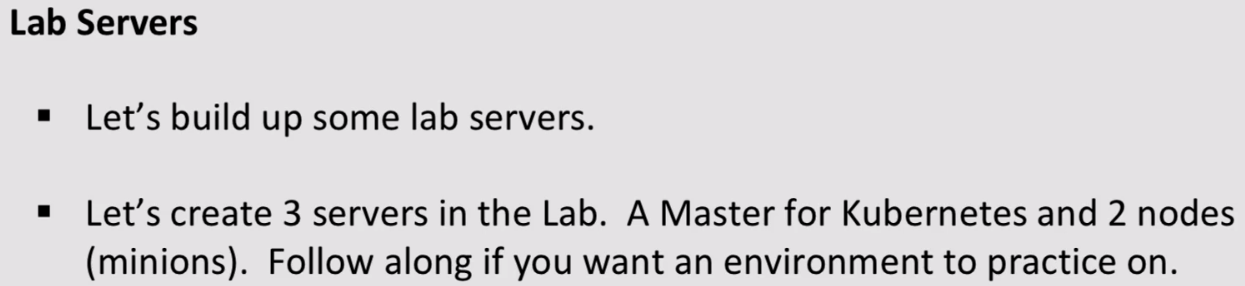 Lab Servers
▪ Let’s build up some lab servers.
▪ Let’s create 3 servers in the Lab.  A Master for Kubernetes and 2 nodes
(minions).  Follow along if you want an environment to practice on.